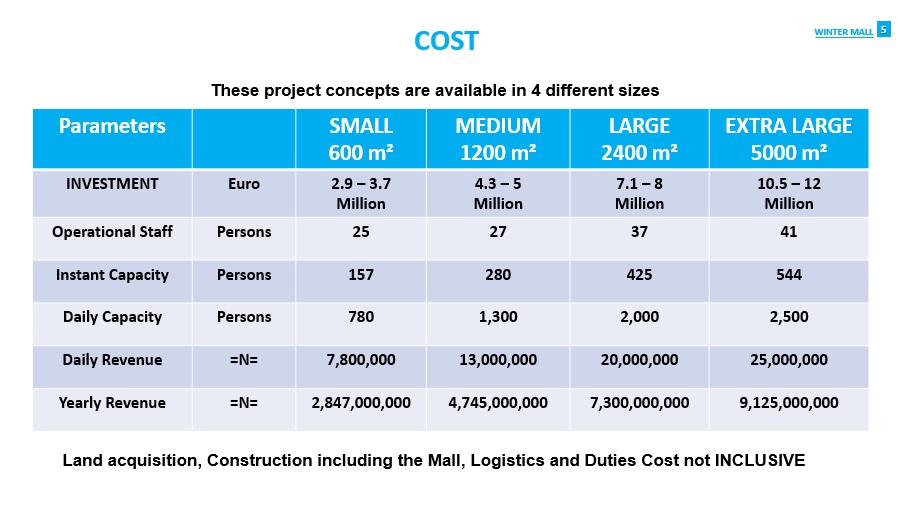 COST
WINTER MALL 5
These project concepts are available in 4 different sizes
Parameters SMALL MEDIUM LARGE EXTRA LARGE
600 m² 1200 m² 2400 m² 5000 m²
INVESTMENT Euro 2.9 – 3.7 4.3 – 5 7.1 – 8 10.5 – 12
Million Million Million Million
Operational Staff Persons 25 27 37 41
Instant Capacity Persons 157 280 425 544
Daily Capacity Persons 780 1,300 2,000 2,500
Daily Revenue =N= 7,800,000 13,000,000 20,000,000 25,000,000
Yearly Revenue =N= 2,847,000,000 4,745,000,000 7,300,000,000 9,125,000,000
Land acquisition, Construction including the Mall, Logistics and Duties Cost not INCLUSIVE